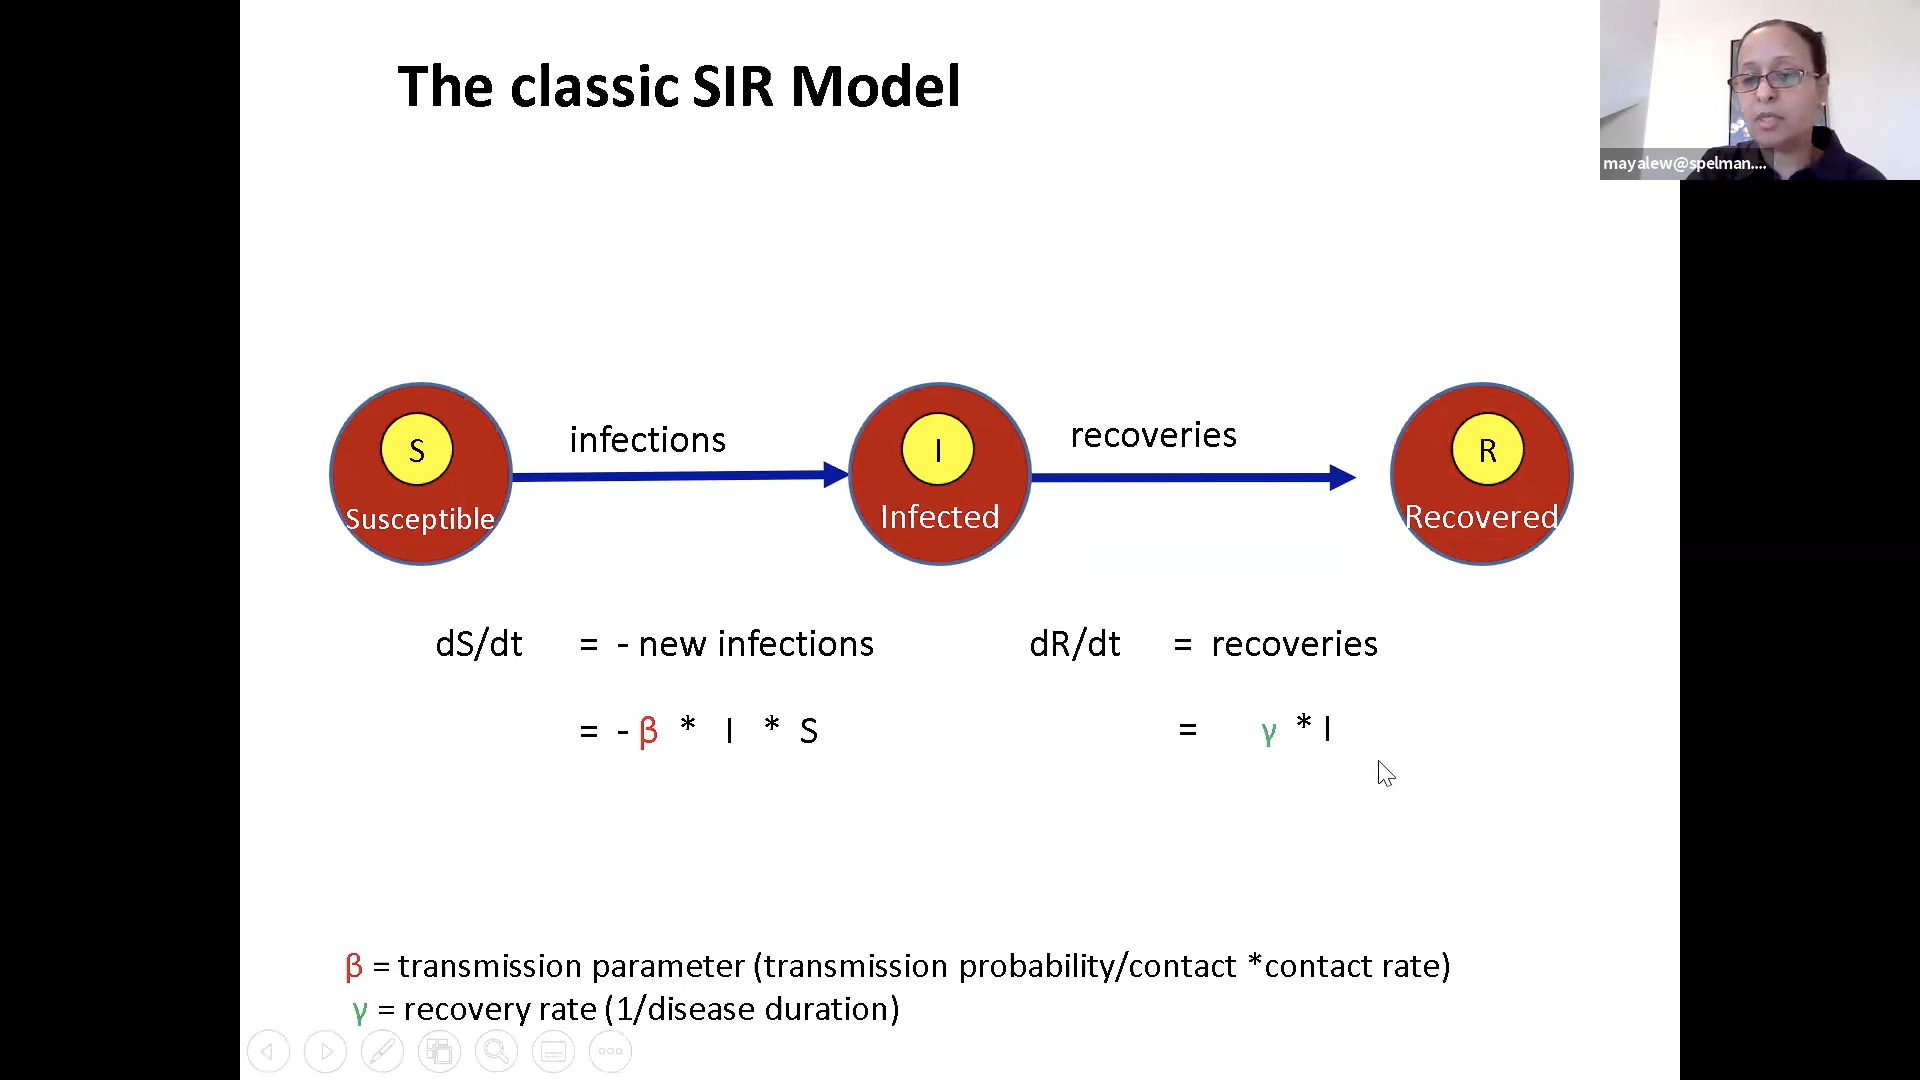 The classic SIR Model
mayalew@spelman....
S
infections
I
recoveries
R
Susceptible
Infected
Recovered
dS/dt = - new infections
dR/dt = recoveries
= - β * I * S
= γ * I
β = transmission parameter (transmission probability/contact *contact rate)
γ = recovery rate (1/disease duration)